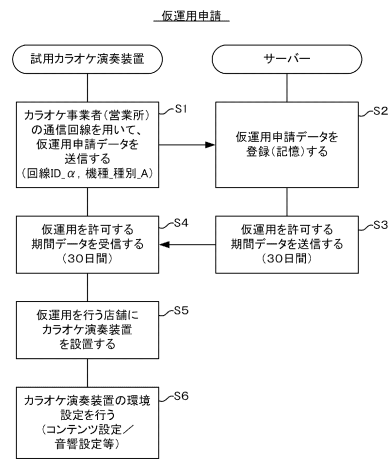 仮運用申請
試用カラオケ演奏装置
サーバー
S1
カラオケ事業者(営業所)
の通信回線を用いて、
仮運用申請データを
送信する
(回線ID_α, 機種_種別_A)
S2
仮運用申請データを
登録(記憶)する
S3
仮運用を許可する
期間データを送信する
(30日間)
S4
仮運用を許可する
期間データを受信する
(30日間)
S5
仮運用を行う店舗に
カラオケ演奏装置
を設置する
S6
カラオケ演奏装置の環境
設定を行う
(コンテンツ設定/
音響設定等)